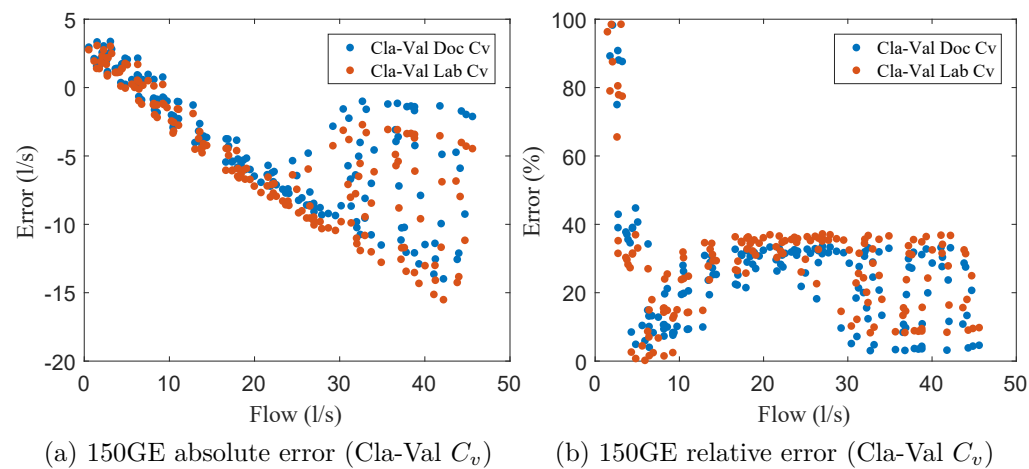 5
0
-5
-10
-15
-20
Error (l/s)
0 10 20 30 40 50
Flow (l/s)
Cla-Val Doc Cv
Cla-Val Lab Cv
(a) 150GE absolute error (Cla-Val Cv)
100
80
60
40
20
0
Error (%)
0 10 20 30 40 50
Flow (l/s)
Cla-Val Doc Cv
Cla-Val Lab Cv
(b) 150GE relative error (Cla-Val Cv)